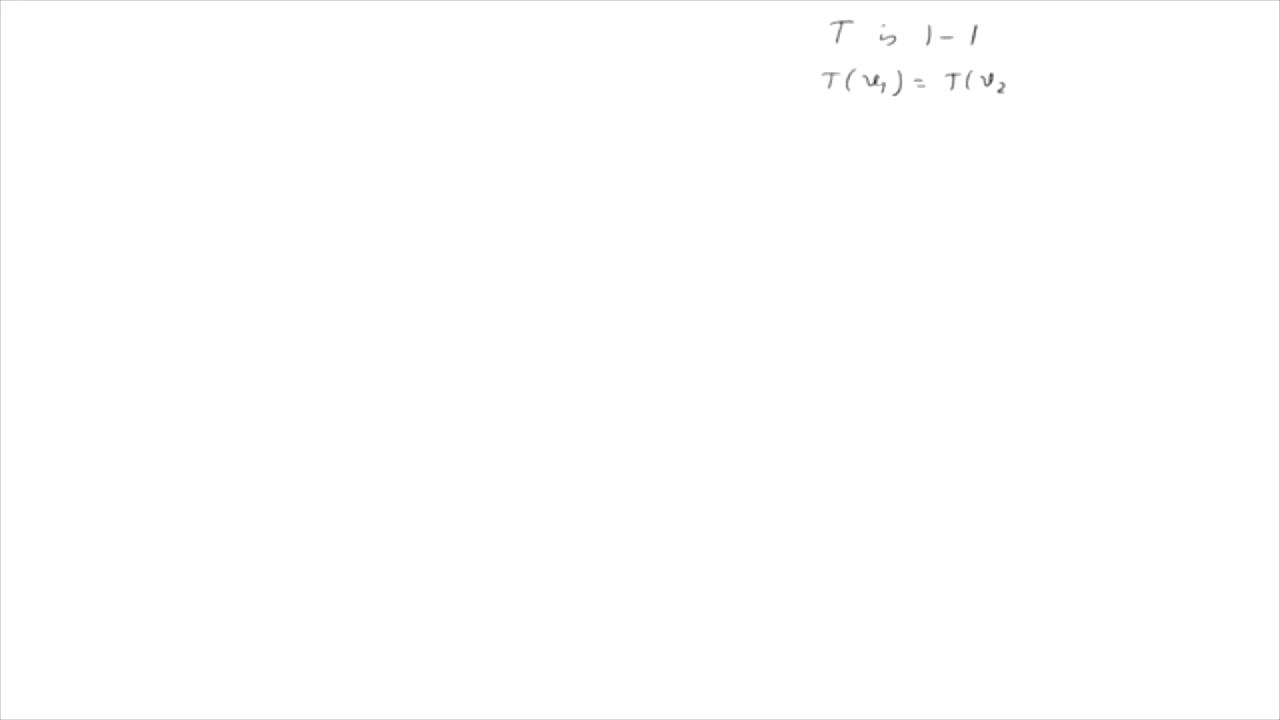 T is 1-1
T(v₁) = T(v₂